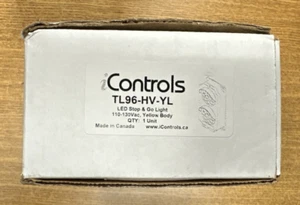 iControls
TL96-HV-YL
LED Stop & Go Light
110-130Vac, Yellow Body
QTY: 1 Unit
Made in Canada www.iControls.ca